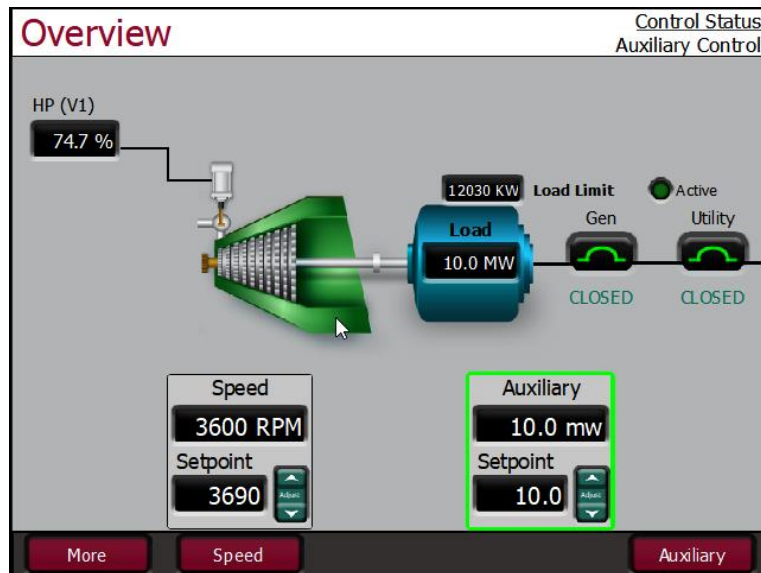 Overview
Control Status
Auxiliary Control
HP (V1)
74.7 %
12030 KW Load Limit Active
Gen Utility
Load
10.0 MW
CLOSED CLOSED
Speed Auxiliary
3600 RPM 10.0 mw
Setpoint Setpoint
3690 Adjust 10.0 Adjust
More Speed Auxiliary